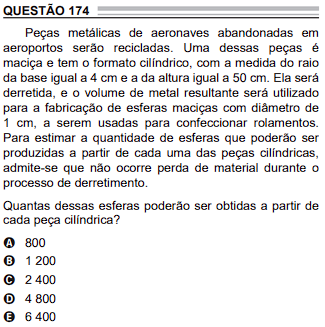 QUESTÃO 174
Peças metálicas de aeronaves abandonadas em
aeroportos serão recicladas. Uma dessas peças é
maciça e tem o formato cilíndrico, com a medida do raio
da base igual a 4 cm e a da altura igual a 50 cm. Ela será
derretida, e o volume de metal resultante será utilizado
para a fabricação de esferas maciças com diâmetro de
1 cm, a serem usadas para confeccionar rolamentos.
Para estimar a quantidade de esferas que poderão ser
produzidas a partir de cada uma das peças cilíndricas,
admite-se que não ocorre perda de material durante o
processo de derretimento.
Quantas dessas esferas poderão ser obtidas a partir de
cada peça cilíndrica?
A 800
B 1 200
C 2 400
D 4 800
E 6 400